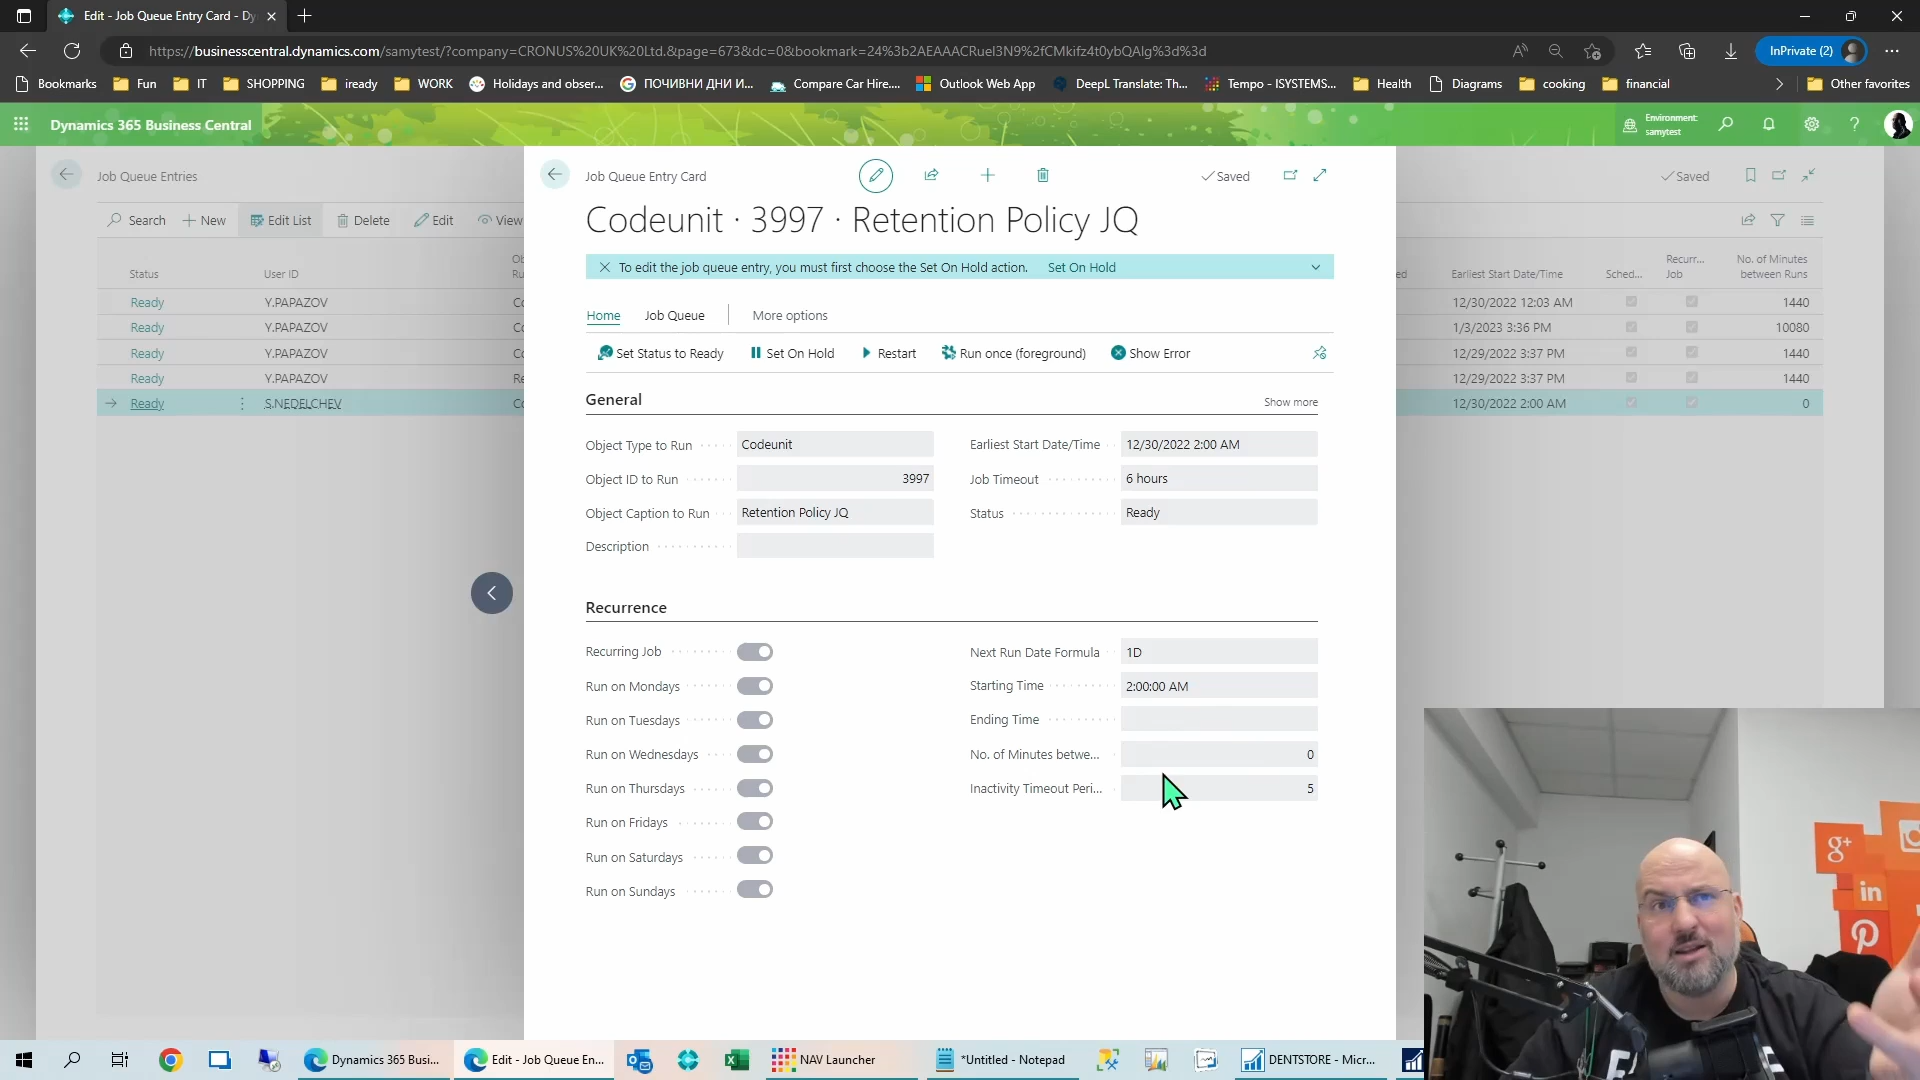 Edit - Job Queue Entry Card - Dy
https://businesscentral.dynamics.com/samytest/?company=CRONUS%20UK%20Ltd.&page=673&dc=0&bookmark=24%3b2AEAAACRuel3N9%2fCMkifz4t0ybQAlg%3d%3d
InPrivate (2)
Bookmarks Fun IT SHOPPING iready WORK Holidays and obser... ПОЧИВНИ ДНИ И... Compare Car Hire.... Outlook Web App DeepL Translate: Th... Tempo - ISYSTEMS... Health Diagrams cooking financial Other favorites
Dynamics 365 Business Central
Environment:
samytest
Job Queue Entries
Saved
Search New Edit List Delete Edit View
Status User ID
Earliest Start Date/Time Sched... Recurr... Job No. of Minutes between Runs
Ready Y.PAPAZOV 12/30/2022 12:03 AM 1440
Ready Y.PAPAZOV 1/3/2023 3:36 PM 10080
Ready Y.PAPAZOV 12/29/2022 3:37 PM 1440
Ready Y.PAPAZOV 12/29/2022 3:37 PM 1440
Ready S.NEDELCHEV 12/30/2022 2:00 AM 0
Job Queue Entry Card
Saved
Codeunit · 3997 · Retention Policy JQ
To edit the job queue entry, you must first choose the Set On Hold action. Set On Hold
Home Job Queue More options
Set Status to Ready Set On Hold Restart Run once (foreground) Show Error
General
Show more
Object Type to Run Codeunit
Earliest Start Date/Time 12/30/2022 2:00 AM
Object ID to Run 3997
Job Timeout 6 hours
Object Caption to Run Retention Policy JQ
Status Ready
Description
Recurrence
Recurring Job
Next Run Date Formula 1D
Run on Mondays
Starting Time 2:00:00 AM
Run on Tuesdays
Ending Time
Run on Wednesdays
No. of Minutes betwe... 0
Run on Thursdays
Inactivity Timeout Peri... 5
Run on Fridays
Run on Saturdays
Run on Sundays
g+
in
Dynamics 365 Busi... Edit - Job Queue En... NAV Launcher *Untitled - Notepad DENTSTORE - Micr...